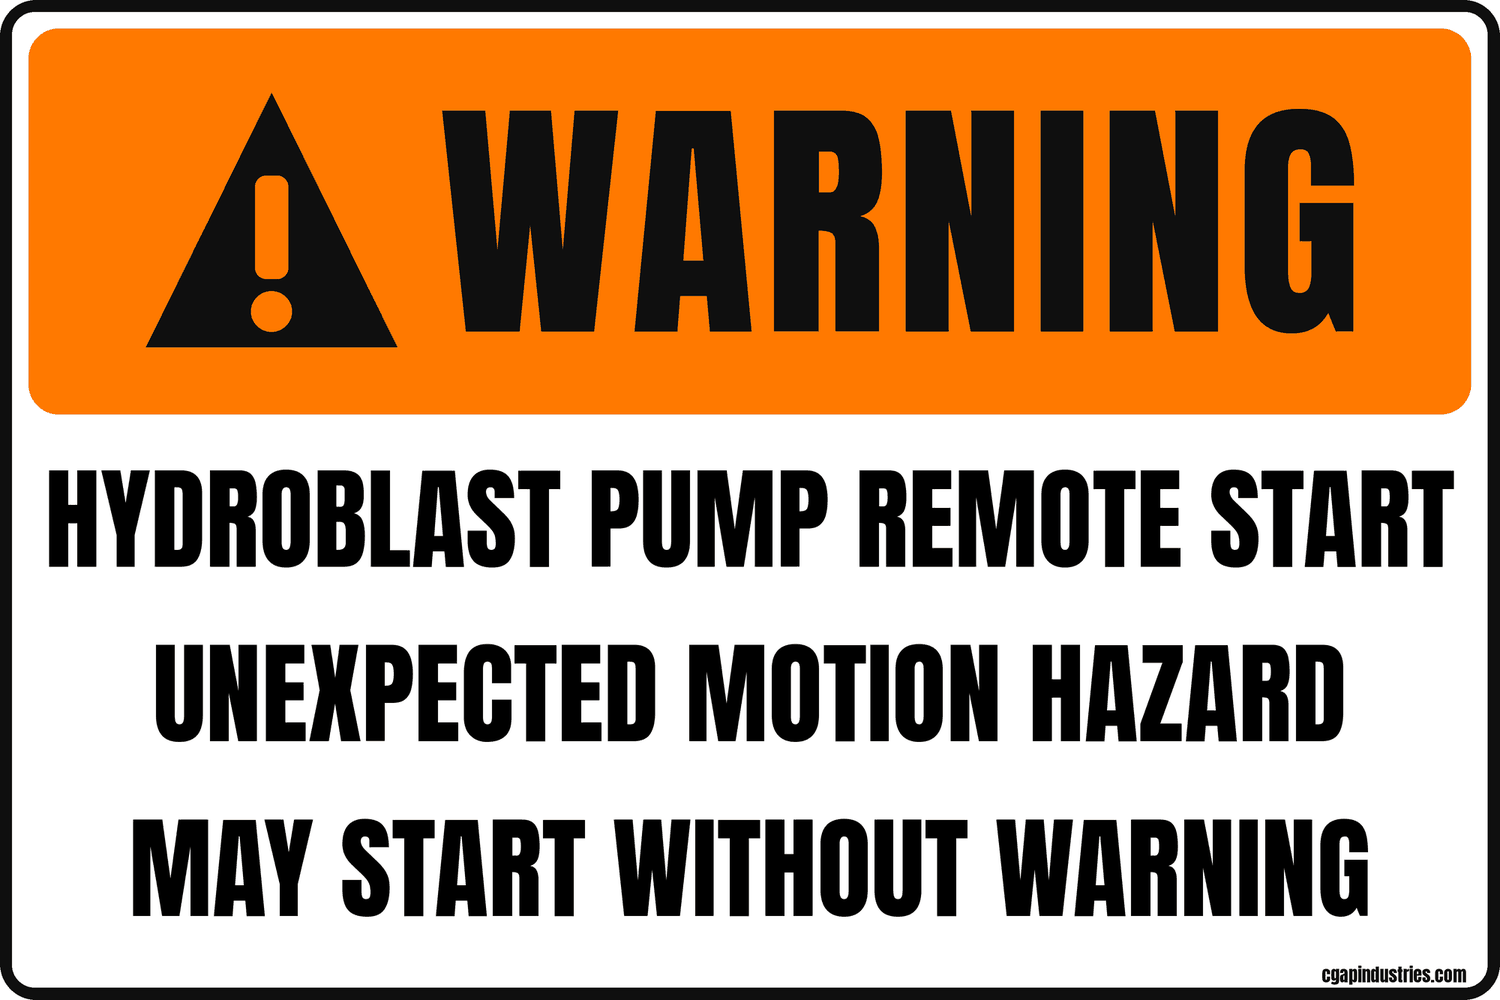 WARNING
HYDROBLAST PUMP REMOTE START
UNEXPECTED MOTION HAZARD
MAY START WITHOUT WARNING
cgapindustries.com